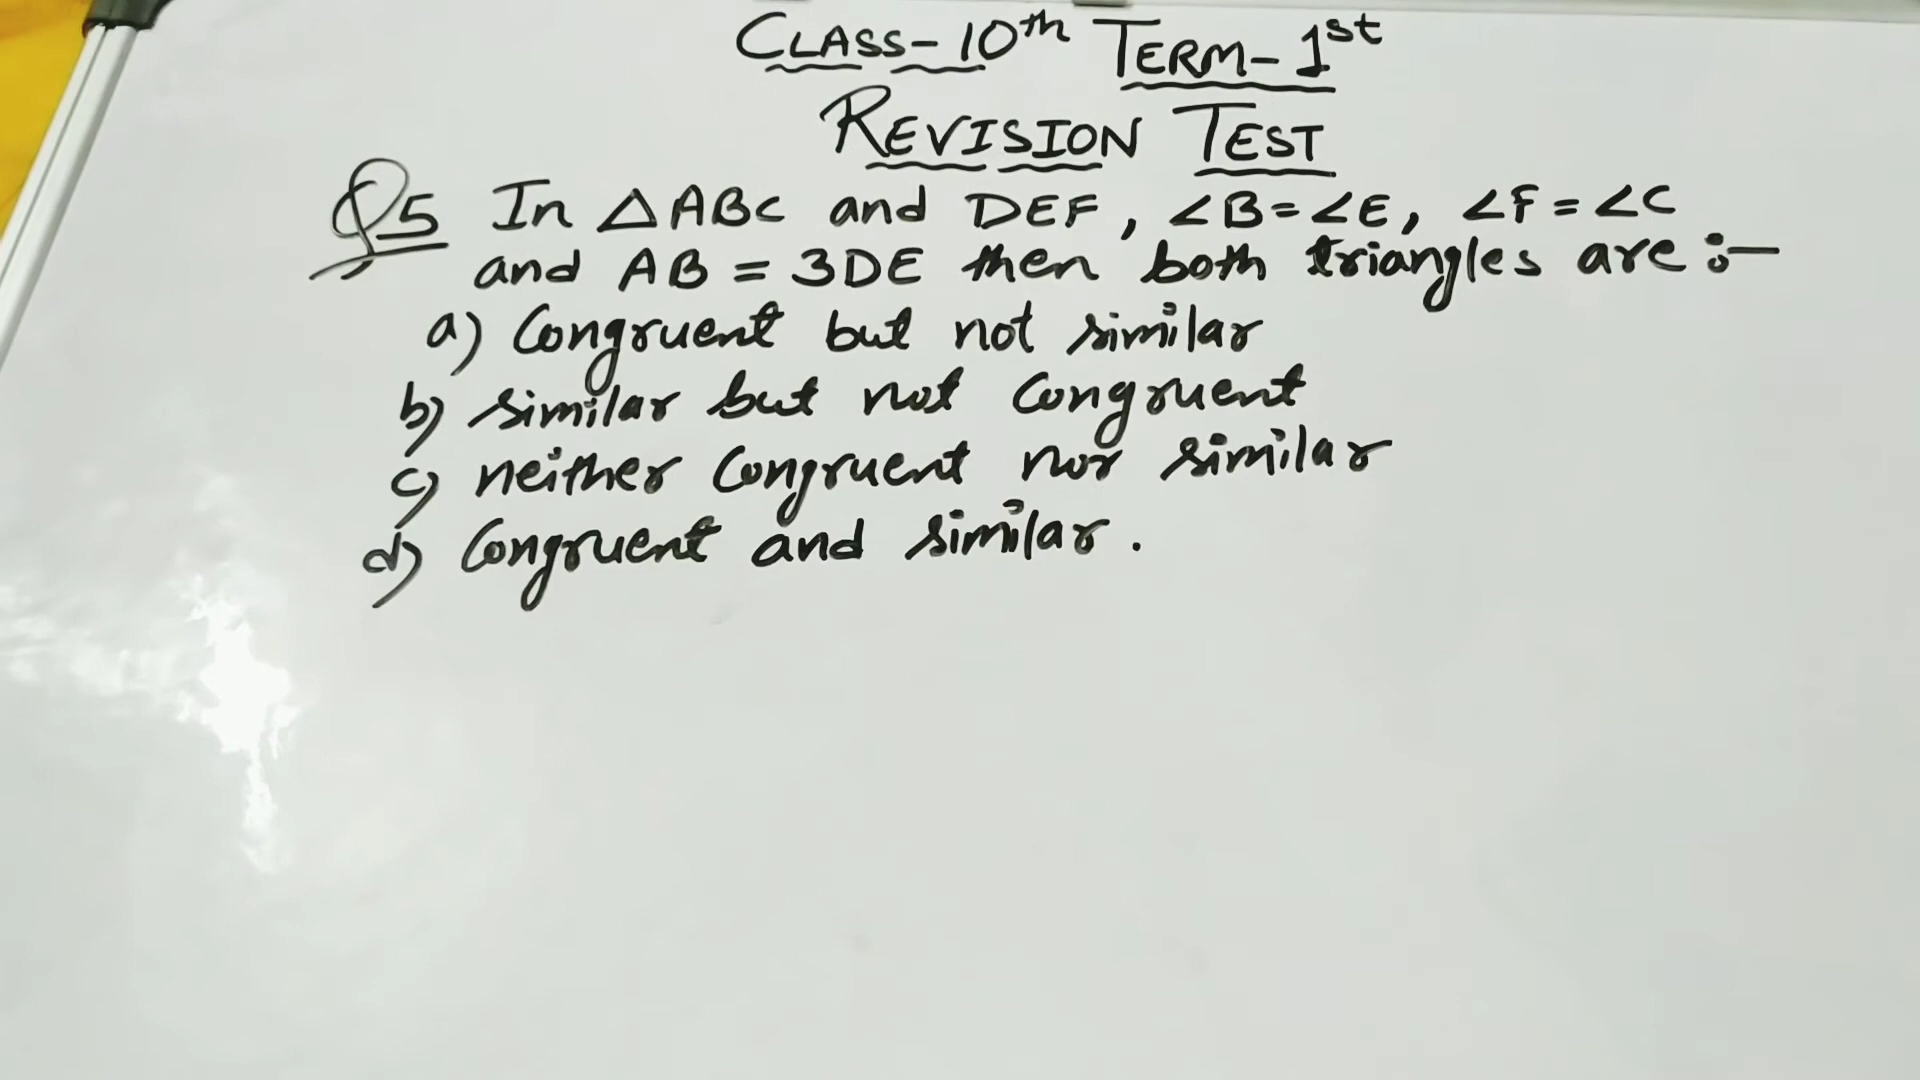 CLASS-10th TERM-1st
REVISION TEST
Q5 In △ABC and DEF, ∠B=∠E, ∠F=∠C
and AB = 3DE then both triangles are :-
a) Congruent but not similar
b) similar but not congruent
c) neither congruent nor similar
d) Congruent and similar.